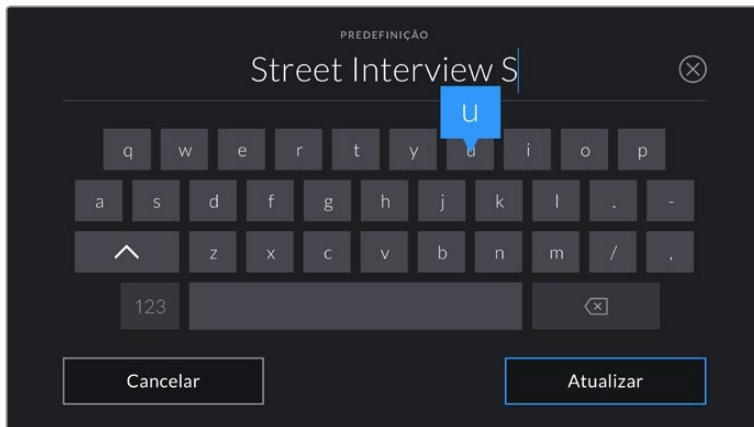 PREDEFINIÇÃO
Street Interview S
u
q w e r t y u i o p
a s d f g h j k l . -
z x c v b n m / ,
123
Cancelar Atualizar